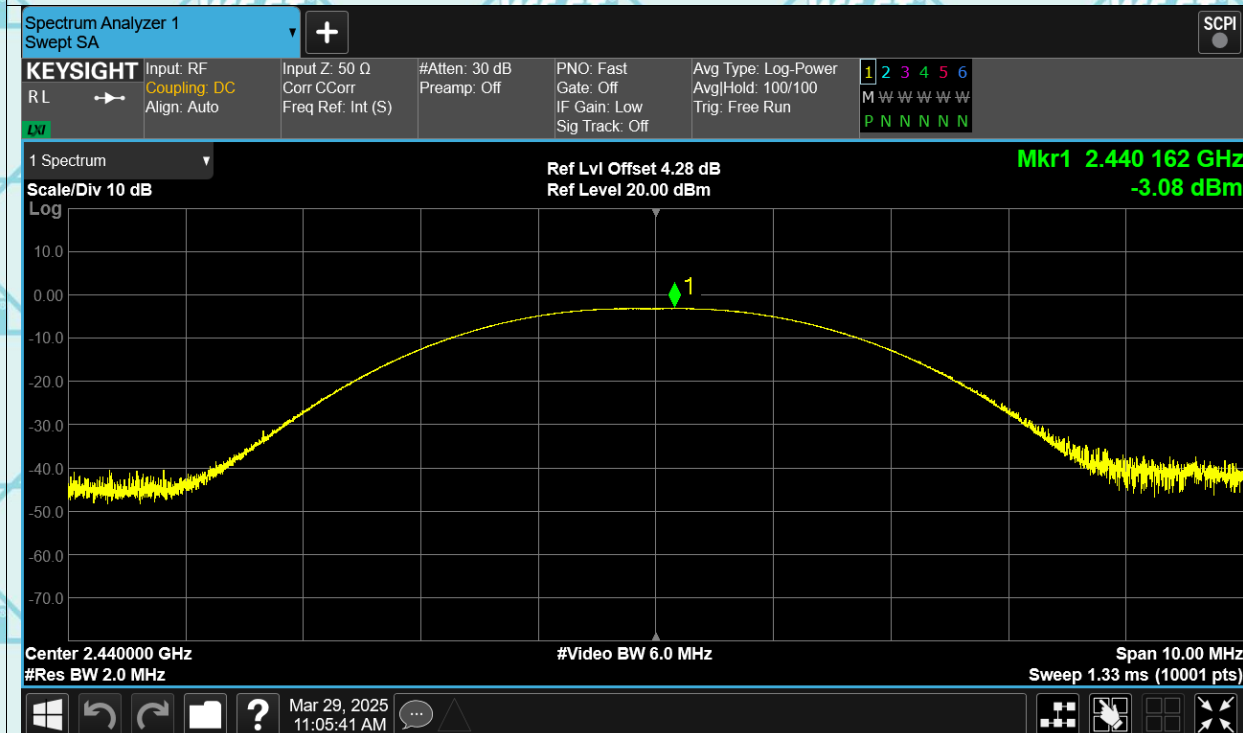 Spectrum Analyzer 1
Swept SA
SCPI
KEYSIGHT
RL
LXI
Input: RF
Coupling: DC
Align: Auto
Input Z: 50 Ω
Corr CCorr
Freq Ref: Int (S)
#Atten: 30 dB
Preamp: Off
PNO: Fast
Gate: Off
IF Gain: Low
Sig Track: Off
Avg Type: Log-Power
Avg|Hold: 100/100
Trig: Free Run
1 2 3 4 5 6
M W W W W W
P N N N N N
1 Spectrum
Scale/Div 10 dB
Log
Ref Lvl Offset 4.28 dB
Ref Level 20.00 dBm
Mkr1 2.440 162 GHz
-3.08 dBm
1
10.0
0.00
-10.0
-20.0
-30.0
-40.0
-50.0
-60.0
-70.0
Center 2.440000 GHz
#Res BW 2.0 MHz
#Video BW 6.0 MHz
Span 10.00 MHz
Sweep 1.33 ms (10001 pts)
?
Mar 29, 2025
11:05:41 AM